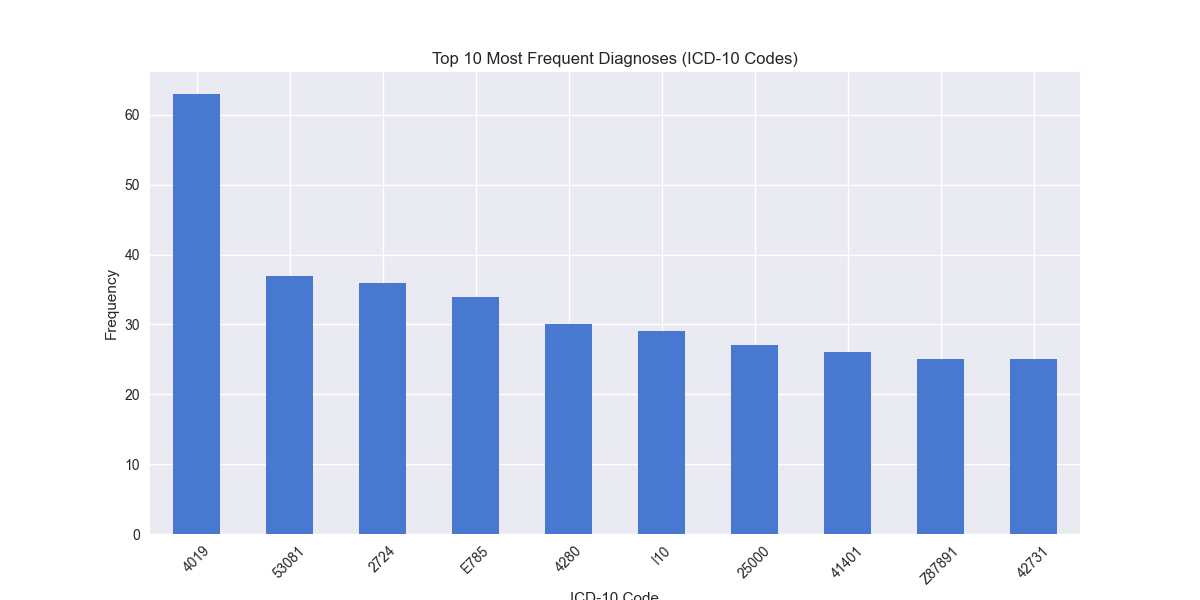 Top 10 Most Frequent Diagnoses (ICD-10 Codes)
Frequency
60
50
40
30
20
10
0
4019
53081
2724
E785
4280
I10
25000
41401
Z87891
42731
ICD-10 Code